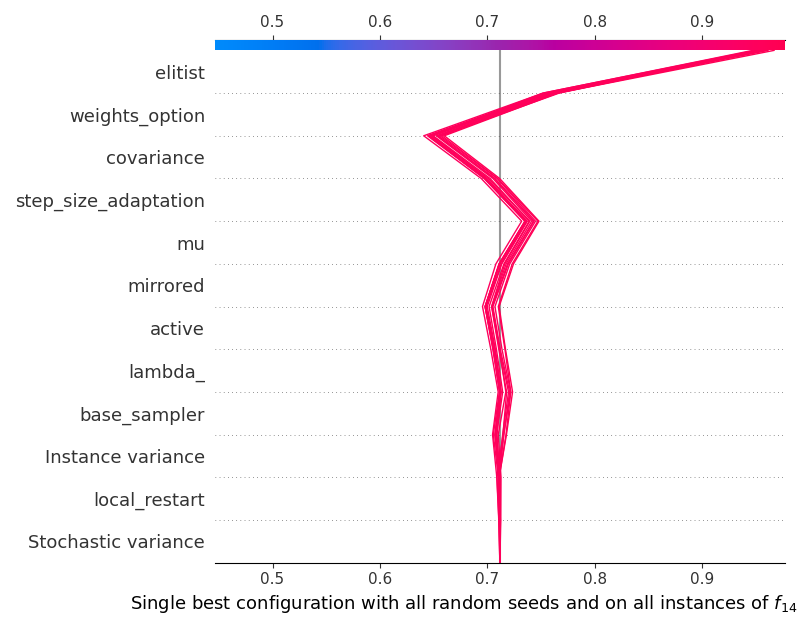 0.5 0.6 0.7 0.8 0.9
elitist
weights_option
covariance
step_size_adaptation
mu
mirrored
active
lambda_
base_sampler
Instance variance
local_restart
Stochastic variance
0.5 0.6 0.7 0.8 0.9
Single best configuration with all random seeds and on all instances of f14